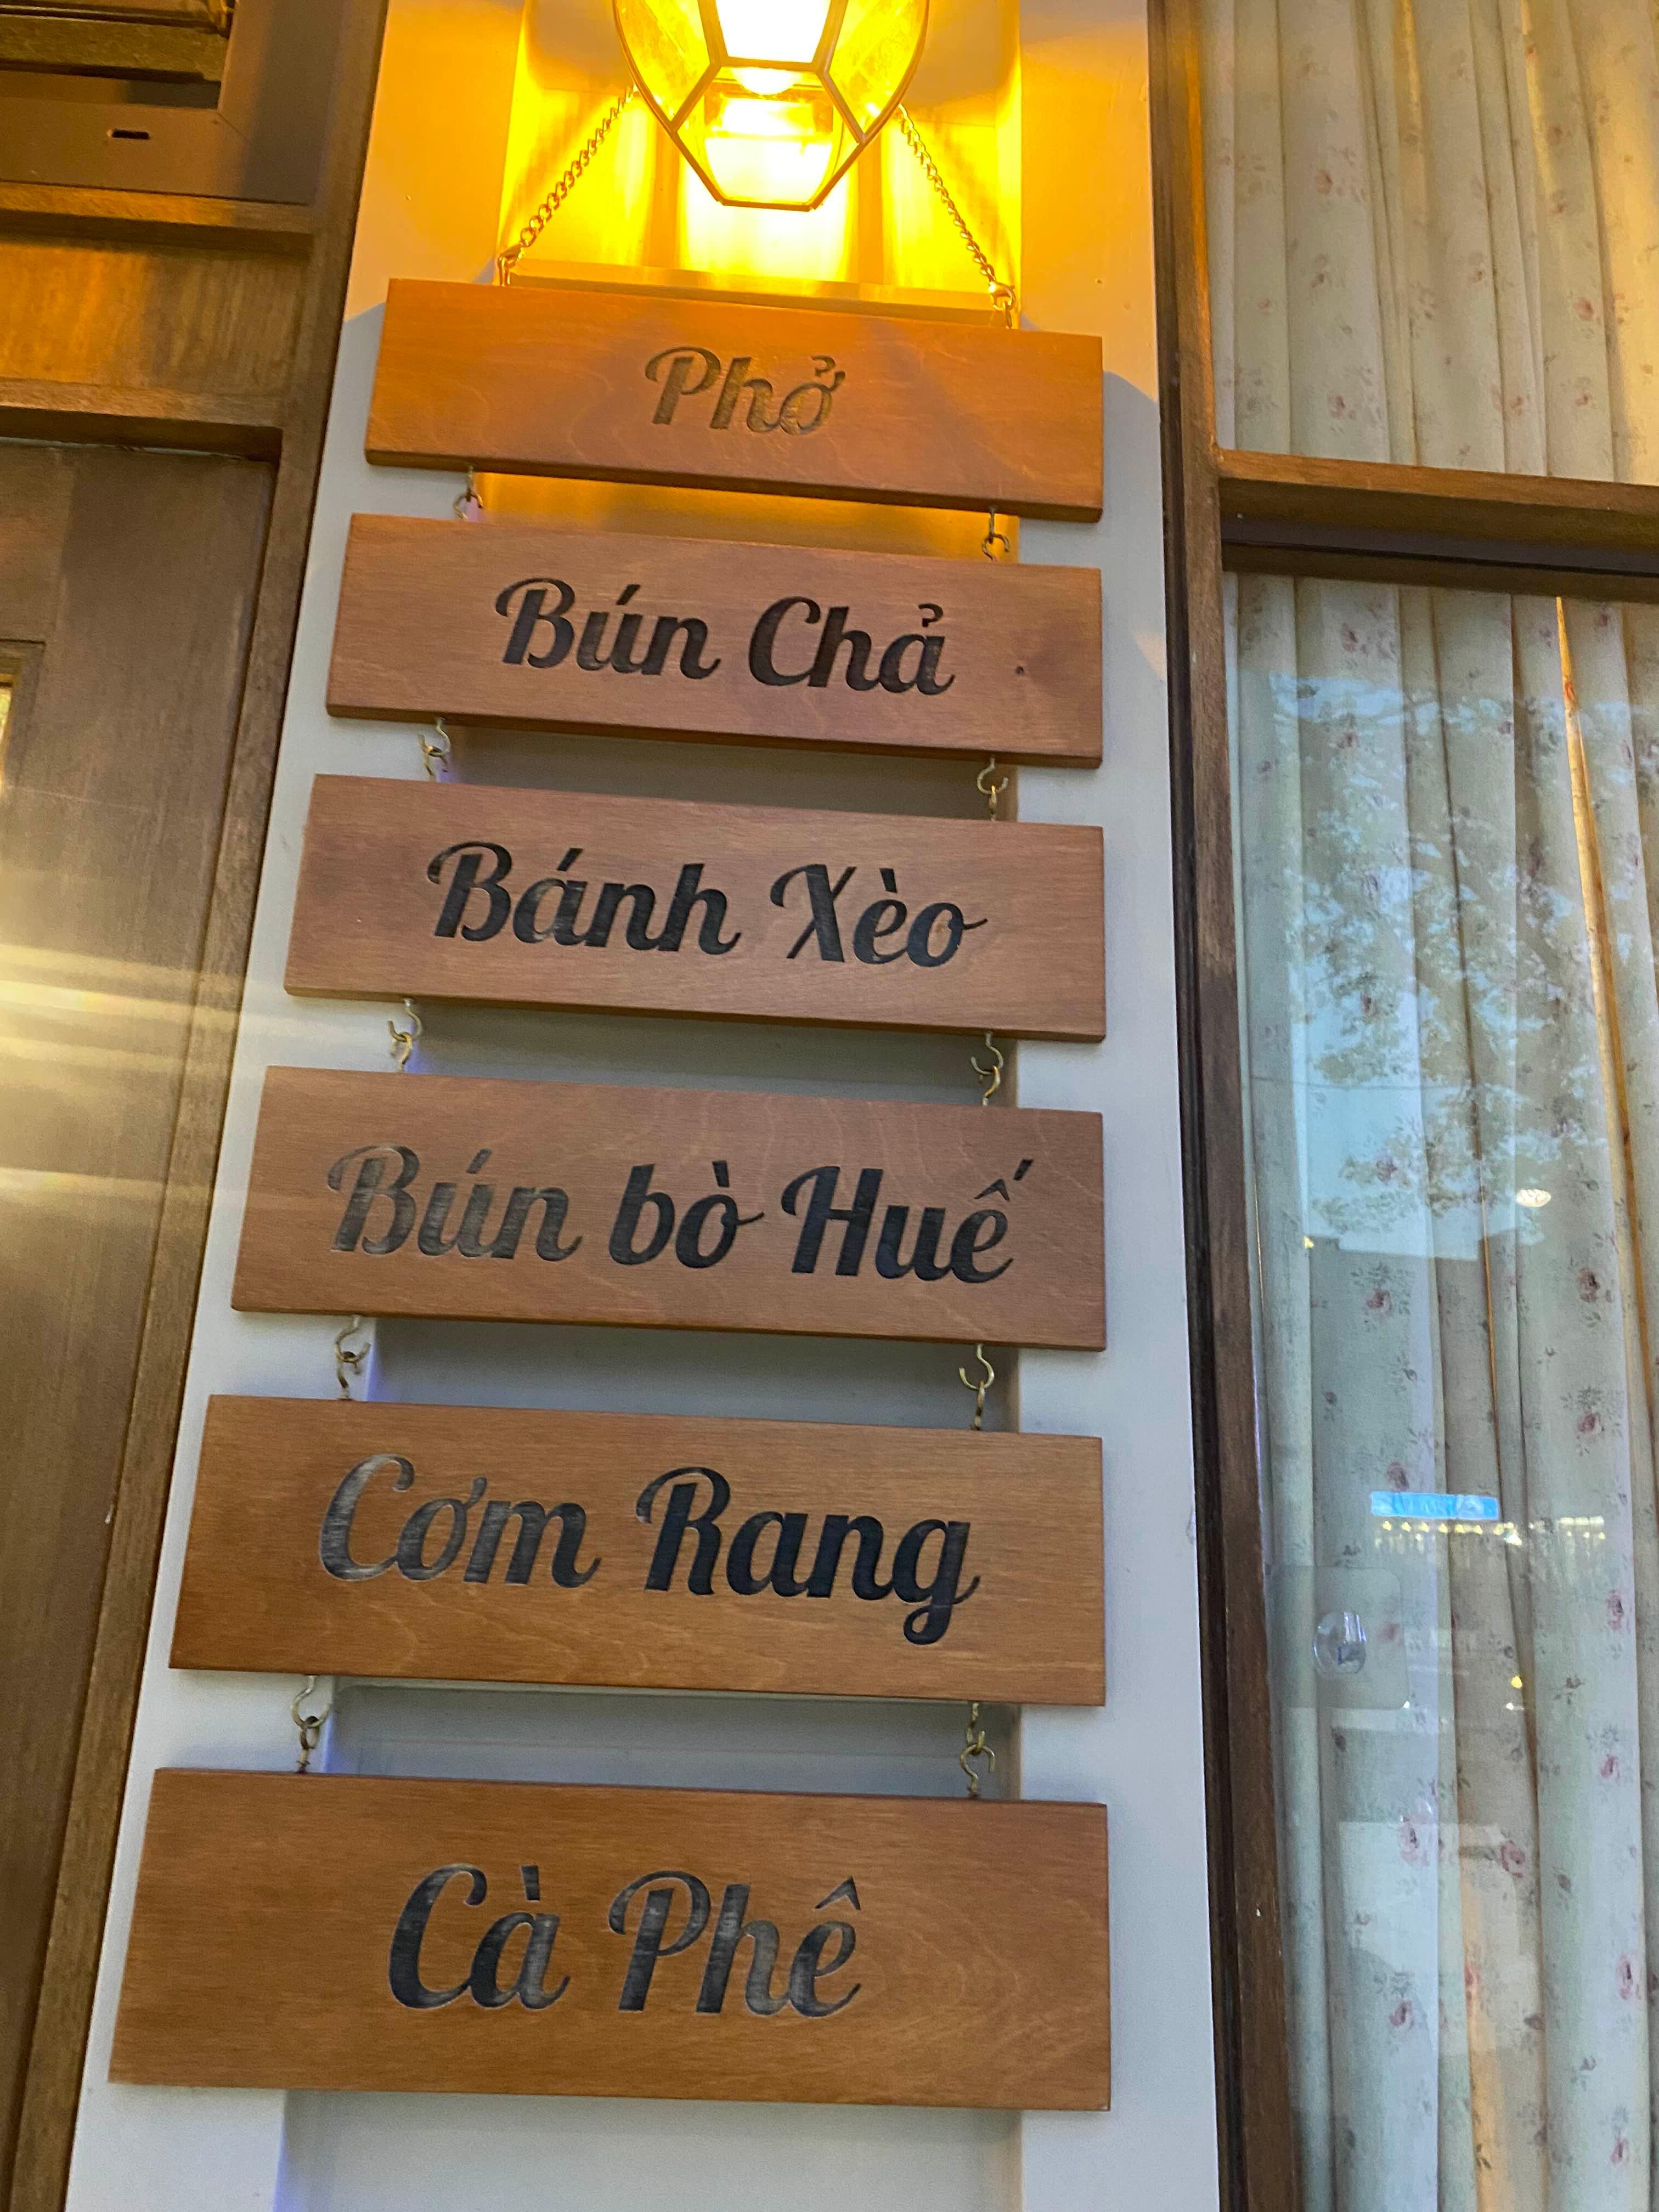 Phở
Bún Chả
Bánh Xèo
Bún bò Huế
Cơm Rang
Cà Phê